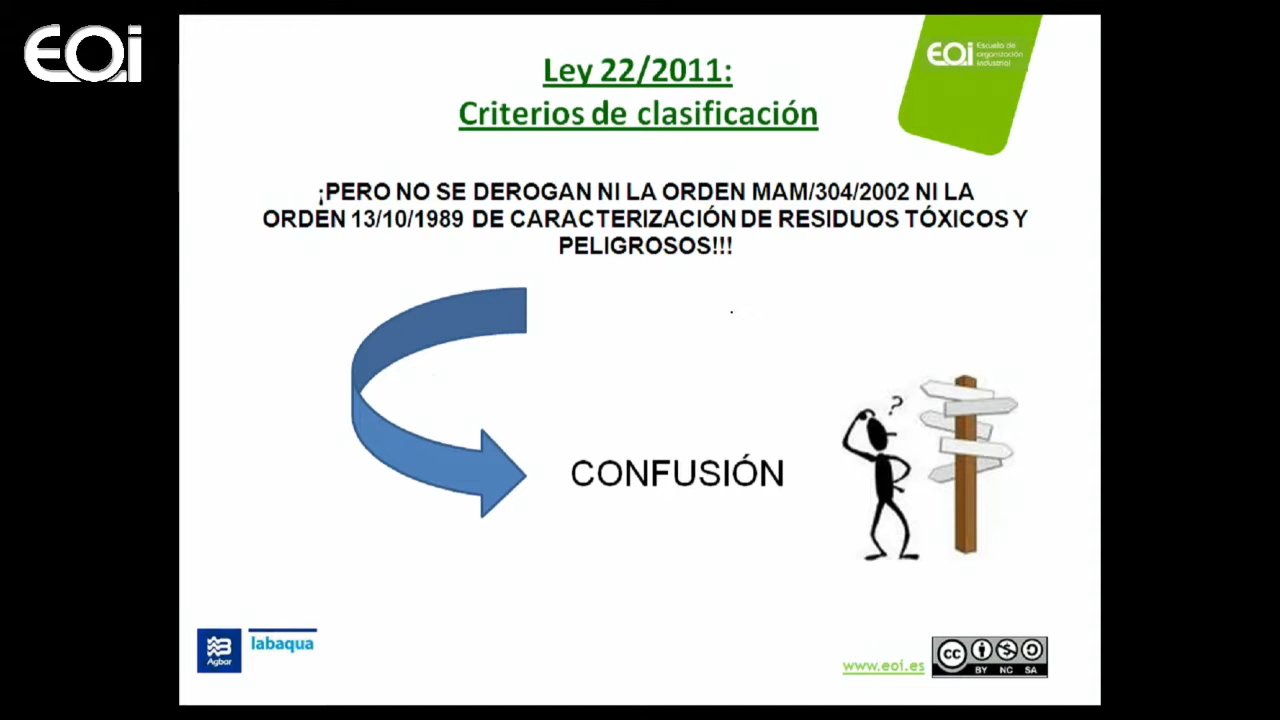 EOi
EOi Escuela de
organización
industrial
Ley 22/2011:
Criterios de clasificación
¡PERO NO SE DEROGAN NI LA ORDEN MAM/304/2002 NI LA
ORDEN 13/10/1989 DE CARACTERIZACIÓN DE RESIDUOS TÓXICOS Y
PELIGROSOS!!!
?
CONFUSIÓN
Agbar
labaqua
www.eoi.es
cc
BY NC SA